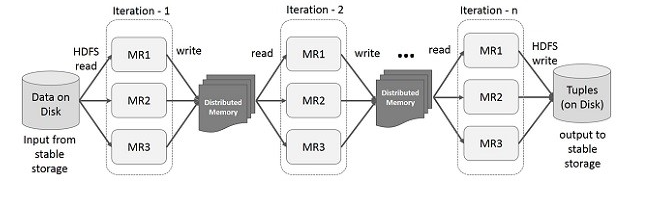 Iteration - 1
HDFS
read
MR1
MR2
MR3
write
Data on
Disk
Input from
stable
storage
Distributed
Memory
Iteration - 2
read
MR1
MR2
MR3
write
Distributed
Memory
...
Iteration - n
read
MR1
MR2
MR3
HDFS
write
Tuples
(on Disk)
output to
stable
storage